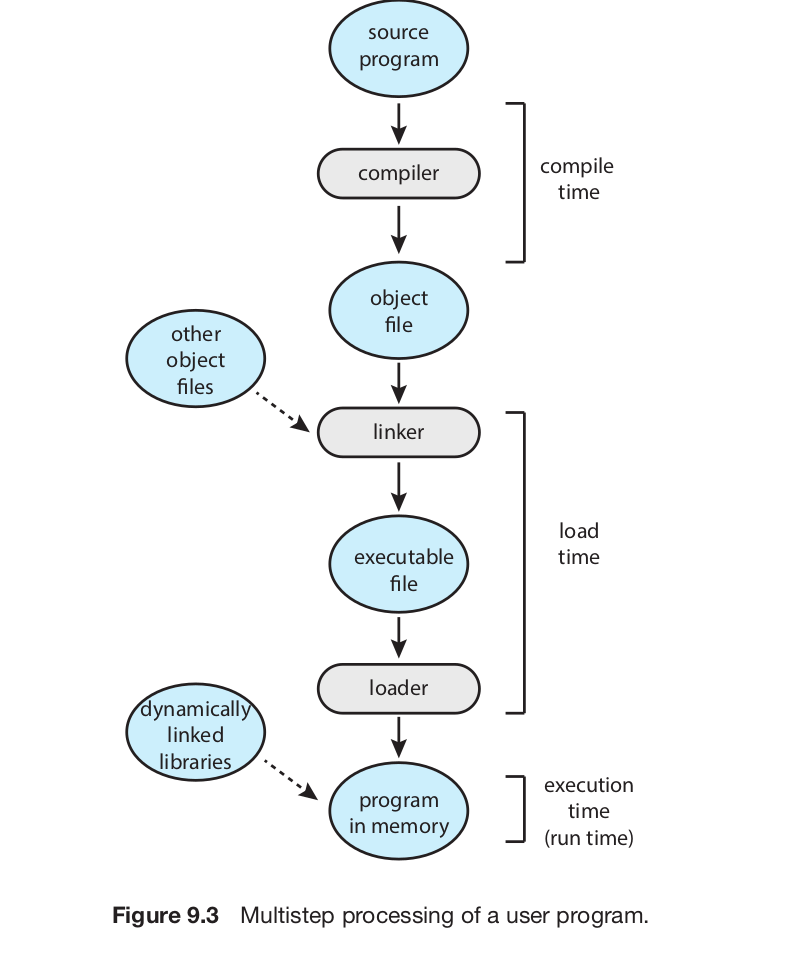 source
program
compiler
compile
time
object
file
other
object
files
linker
load
time
executable
file
loader
dynamically
linked
libraries
program
in memory
execution
time
(run time)
Figure 9.3 Multistep processing of a user program.